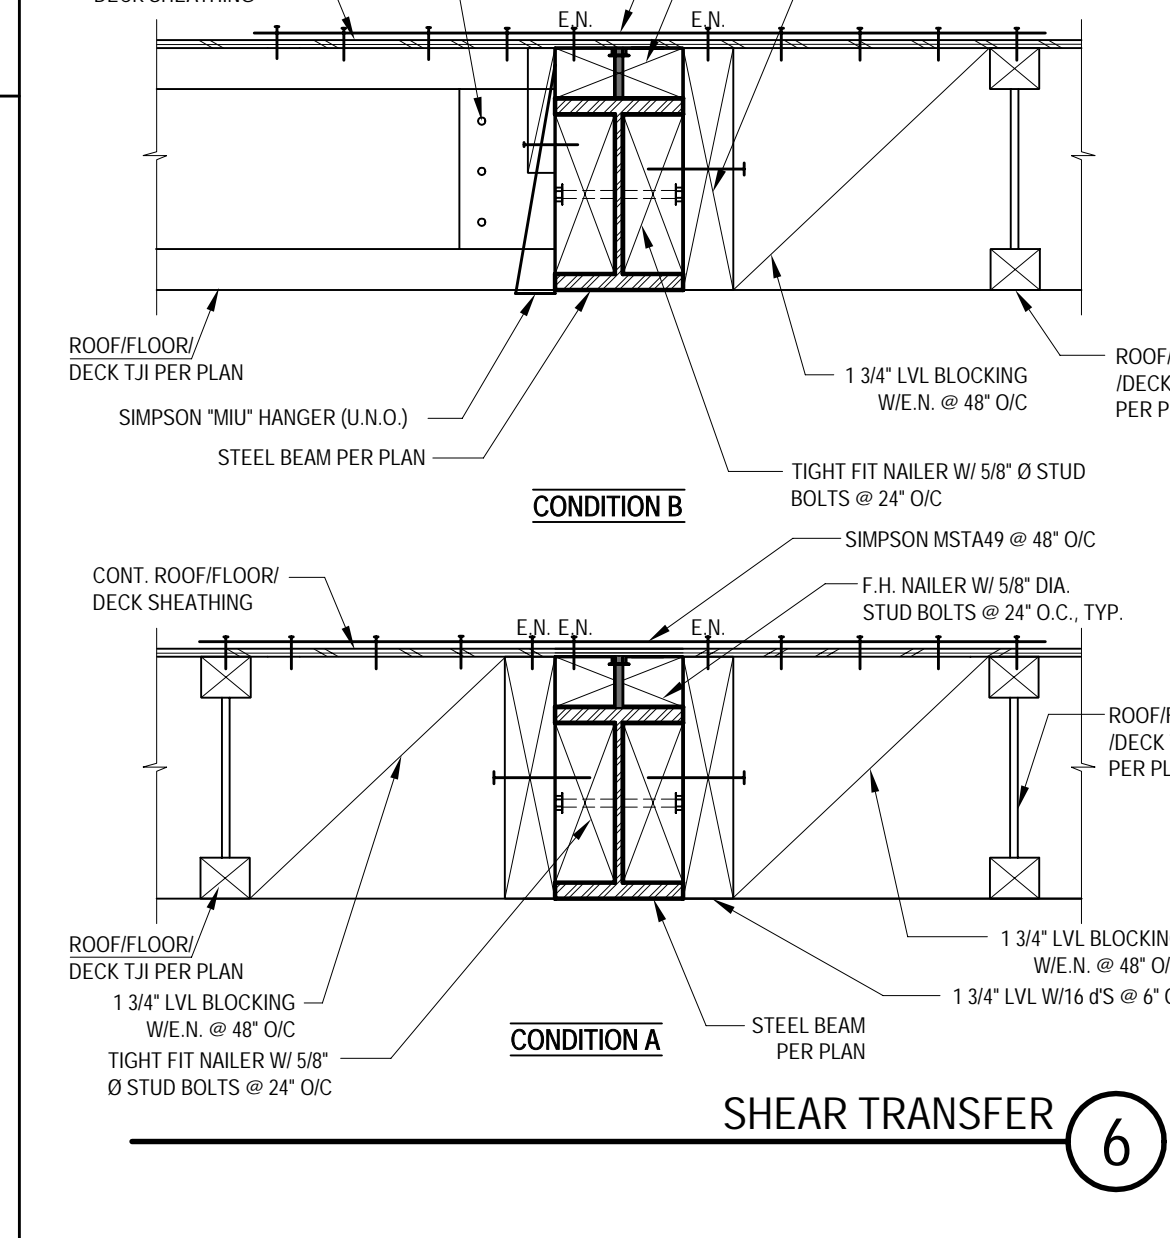 E.N.
E.N.
ROOF/FLOOR/
DECK TJI PER PLAN
SIMPSON "MIU" HANGER (U.N.O.)
STEEL BEAM PER PLAN
1 3/4" LVL BLOCKING
W/E.N. @ 48" O/C
ROOF/
/DECK
PER P
TIGHT FIT NAILER W/ 5/8" Ø STUD
BOLTS @ 24" O/C
CONDITION B
SIMPSON MSTA49 @ 48" O/C
CONT. ROOF/FLOOR/
DECK SHEATHING
F.H. NAILER W/ 5/8" DIA.
STUD BOLTS @ 24" O.C., TYP.
E.N. E.N.
E.N.
ROOF/F
/DECK
PER PL
ROOF/FLOOR/
DECK TJI PER PLAN
1 3/4" LVL BLOCKING
W/E.N. @ 48" O/C
TIGHT FIT NAILER W/ 5/8"
Ø STUD BOLTS @ 24" O/C
1 3/4" LVL BLOCKING
W/E.N. @ 48" O/
1 3/4" LVL W/16 d'S @ 6"
STEEL BEAM
PER PLAN
CONDITION A
SHEAR TRANSFER
6